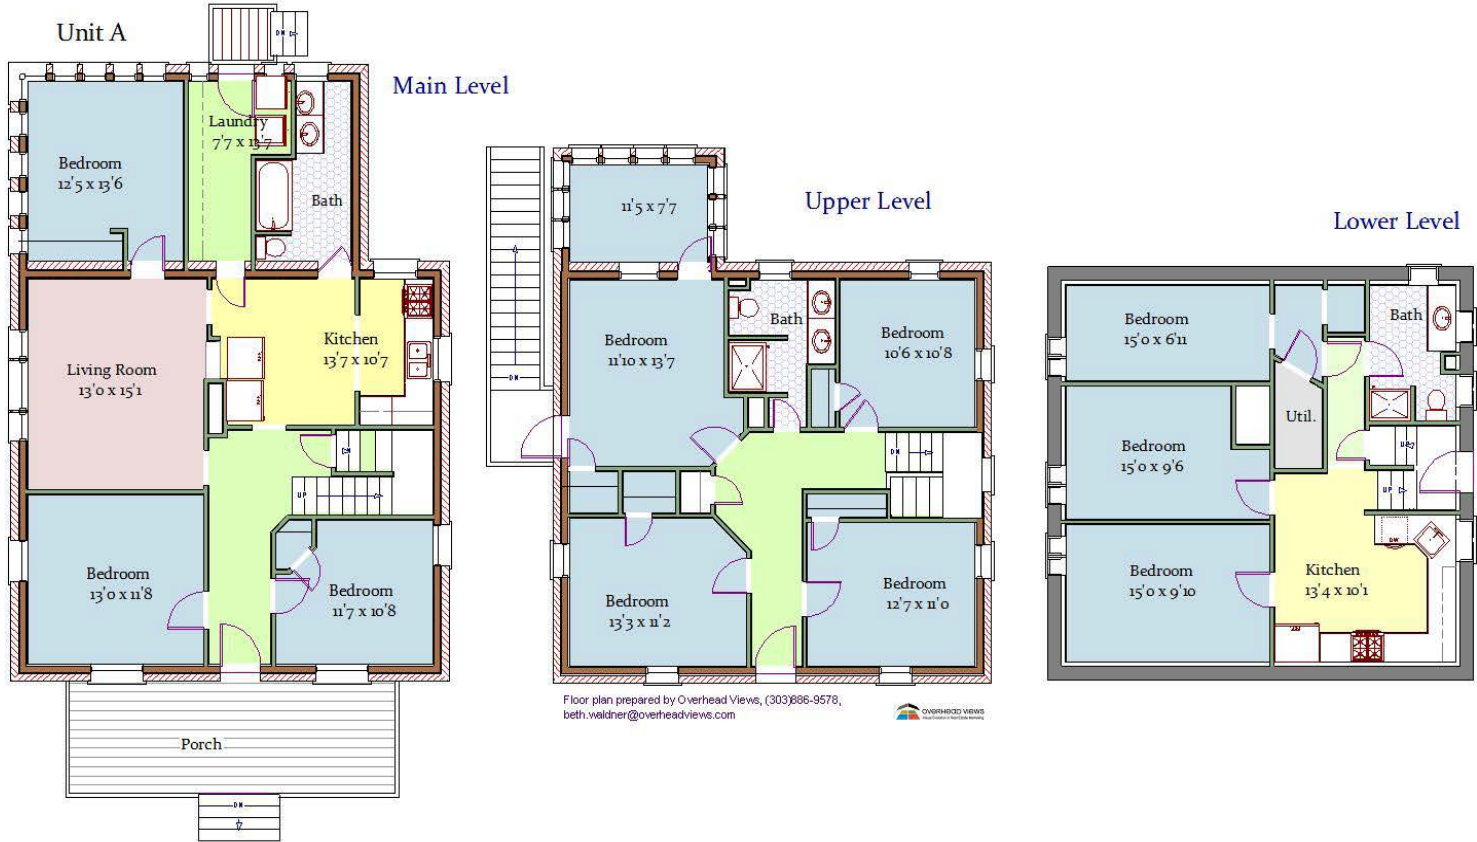 Unit A
DN
Main Level
Laundry
7'7 x 13'7
Bedroom
12'5 x 13'6
Bath
Kitchen
13'7 x 10'7
Living Room
13'0 x 15'1
DN
UP
Bedroom
13'0 x 11'8
Bedroom
11'7 x 10'8
Porch
DN
Upper Level
11'5 x 7'7
DN
Bath
Bedroom
11'10 x 13'7
Bedroom
10'6 x 10'8
DN
Bedroom
13'3 x 11'2
Bedroom
12'7 x 11'0
Floor plan prepared by Overhead Views, (303)886-9578,
beth.waldner@overheadviews.com
OVERHEAD VIEWS
Lower Level
Bedroom
15'0 x 6'11
Bath
Util.
Bedroom
15'0 x 9'6
UP
UP
DW
Bedroom
15'0 x 9'10
Kitchen
13'4 x 10'1